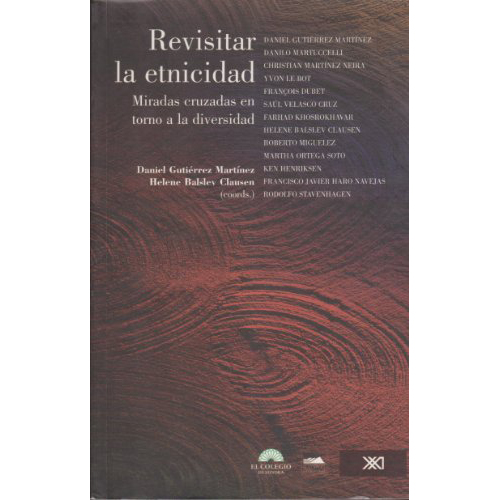 Revisitar
la etnicidad
Miradas cruzadas en
torno a la diversidad
Daniel Gutiérrez Martínez
Helene Balslev Clausen
(coords.)
DANIEL GUTIÉRREZ MARTÍNEZ
DANILO MARTUCCELLI
CHRISTIAN MARTÍNEZ NEIRA
YVON LE BOT
FRANÇOIS DUBET
SAÚL VELASCO CRUZ
FARHAD KHOSROKHAVAR
HELENE BALSLEV CLAUSEN
ROBERTO MIGUELEZ
MARTHA ORTEGA SOTO
KEN HENRIKSEN
FRANCISCO JAVIER HARO NAVEJAS
RODOLFO STAVENHAGEN
EL COLEGIO
DE SONORA